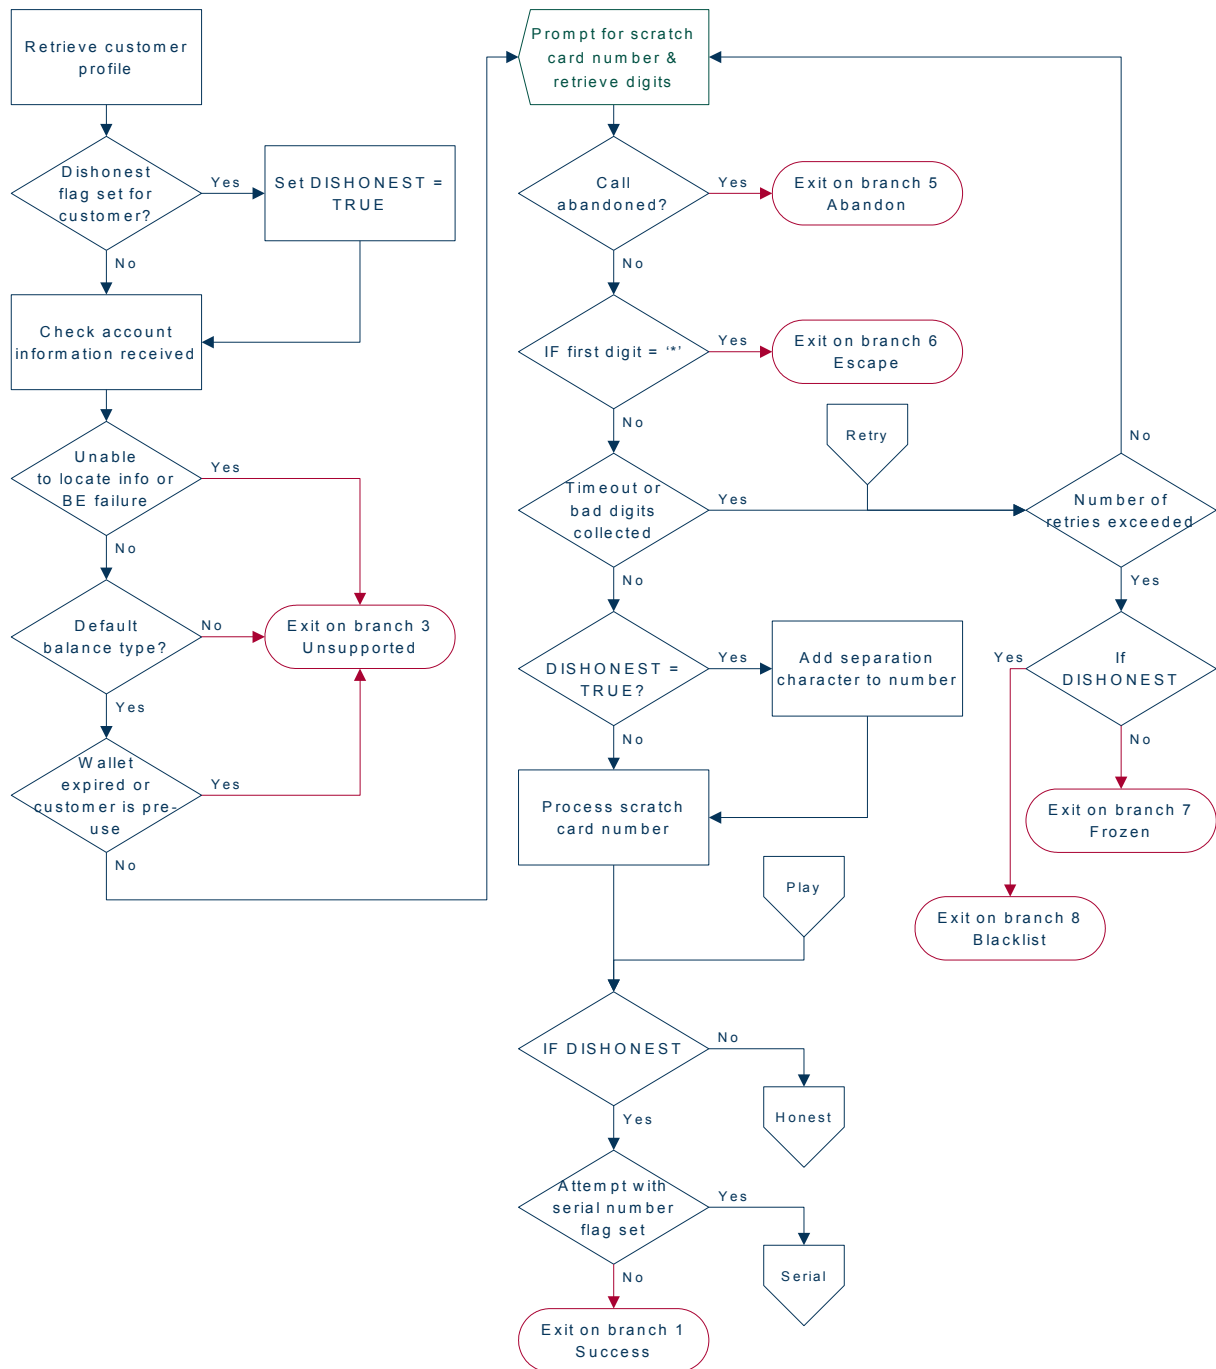 Retrieve customer
profile
Dishonest
flag set for
customer?
Yes
Set DISHONEST =
TRUE
No
Check account
information received
Unable
to locate info or
BE failure
Yes
No
Default
balance type?
No
Exit on branch 3
Unsupported
Yes
Wallet
expired or
customer is pre-
use
Yes
No
Prompt for scratch
card number &
retrieve digits
Call
abandoned?
Yes
Exit on branch 5
Abandon
No
IF first digit = ‘*’
Yes
Exit on branch 6
Escape
No
Retry
Timeout or
bad digits
collected
Yes
No
Number of
retries exceeded
No
Yes
If
DISHONEST
Yes
No
Exit on branch 7
Frozen
Exit on branch 8
Blacklist
DISHONEST =
TRUE?
Yes
Add separation
character to number
No
Process scratch
card number
Play
IF DISHONEST
No
Honest
Yes
Attempt with
serial number
flag set
Yes
Serial
No
Exit on branch 1
Success